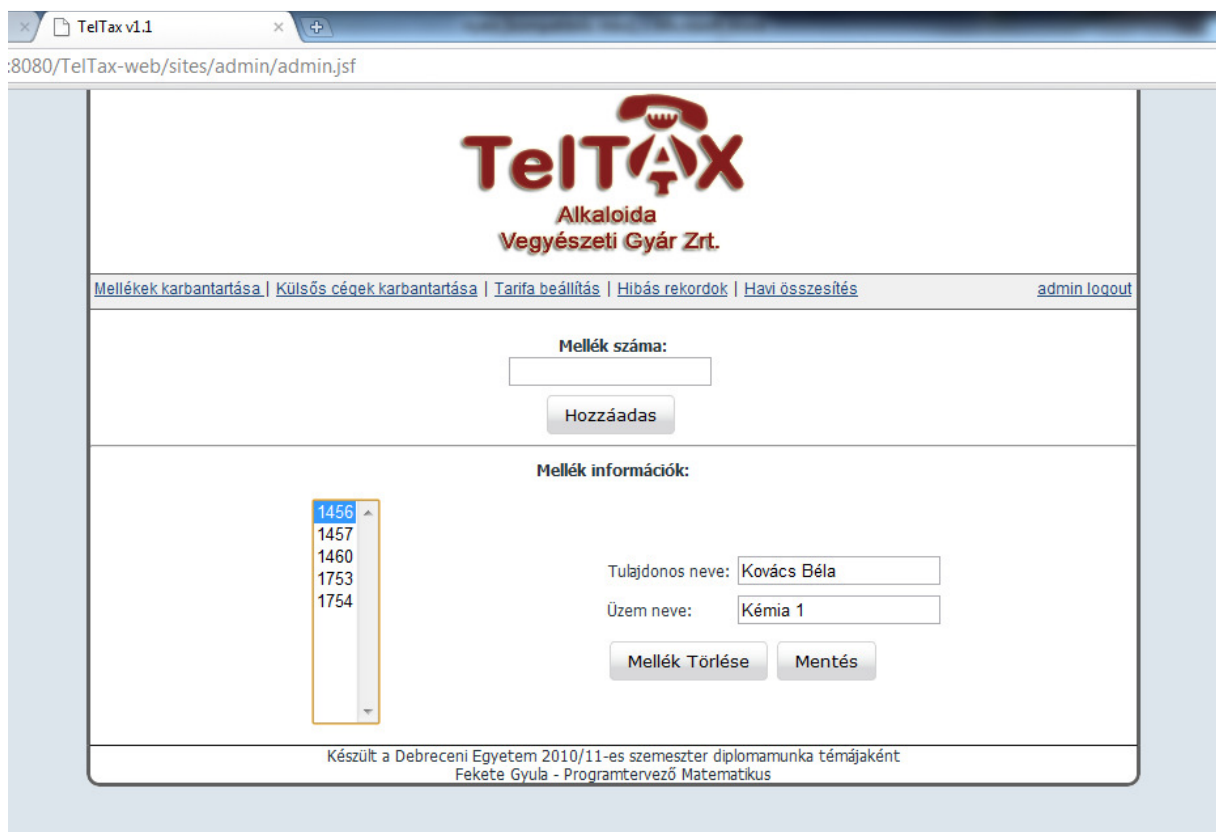 TelTax v1.1
:8080/TelTax-web/sites/admin/admin.jsf
TelTAX
Alkaloida
Vegyészeti Gyár Zrt.
Mellékek karbantartása | Külsős cégek karbantartása | Tarifa beállítás | Hibás rekordok | Havi összesítés admin logout
Mellék száma:
Hozzáadas
Mellék információk:
1456
1457
1460
1753
1754
Tulajdonos neve: Kovács Béla
Üzem neve: Kémia 1
Mellék Törlése Mentés
Készült a Debreceni Egyetem 2010/11-es szemeszter diplomamunka témájaként
Fekete Gyula - Programtervező Matematikus